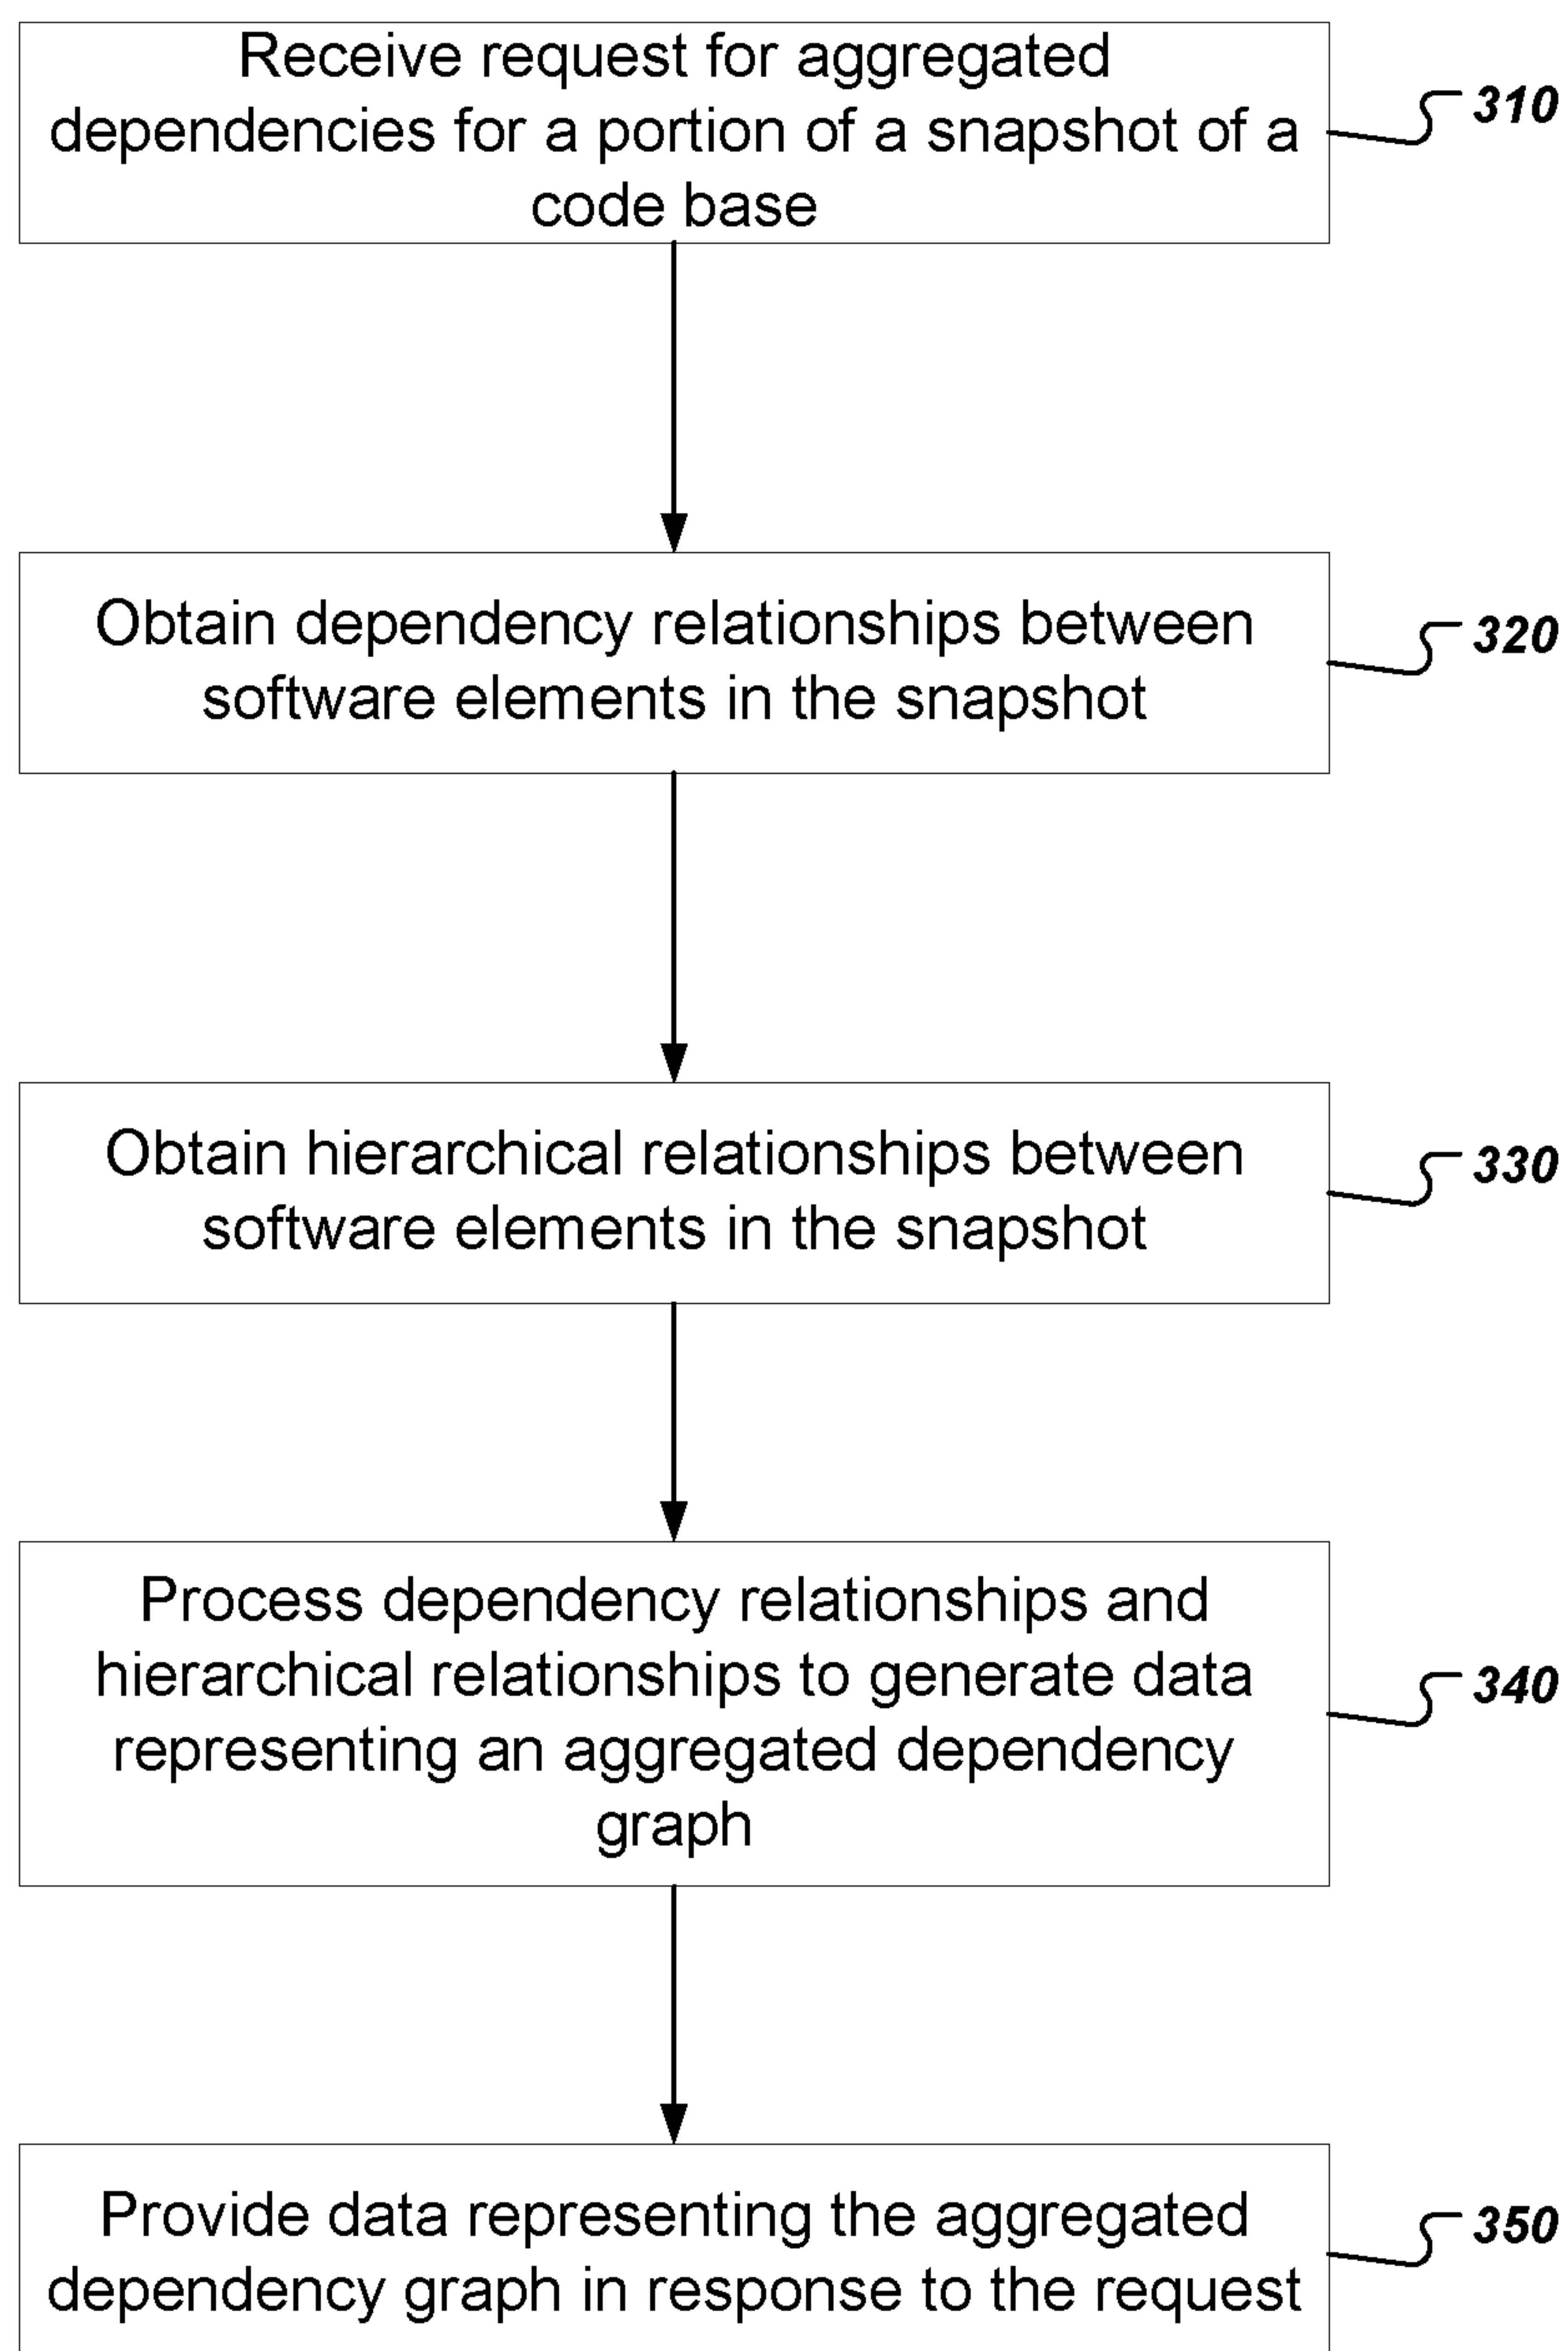 Receive request for aggregated
dependencies for a portion of a snapshot of a
code base
310
Obtain dependency relationships between
software elements in the snapshot
320
Obtain hierarchical relationships between
software elements in the snapshot
330
Process dependency relationships and
hierarchical relationships to generate data
representing an aggregated dependency
graph
340
Provide data representing the aggregated
dependency graph in response to the request
350